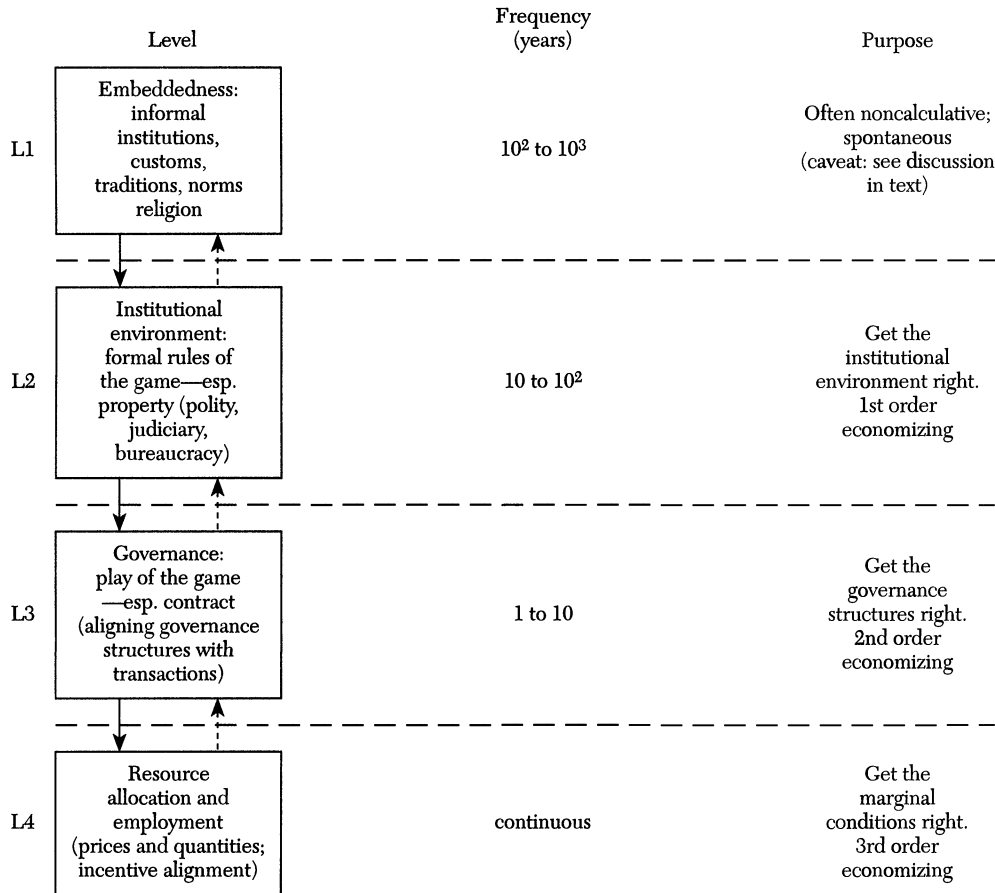 Level
Frequency
(years)
Purpose
L1
Embeddedness:
informal
institutions,
customs,
traditions, norms
religion
10² to 10³
Often noncalculative;
spontaneous
(caveat: see discussion
in text)
L2
Institutional
environment:
formal rules of
the game—esp.
property (polity,
judiciary,
bureaucracy)
10 to 10²
Get the
institutional
environment right.
1st order
economizing
L3
Governance:
play of the game
—esp. contract
(aligning governance
structures with
transactions)
1 to 10
Get the
governance
structures right.
2nd order
economizing
L4
Resource
allocation and
employment
(prices and quantities;
incentive alignment)
continuous
Get the
marginal
conditions right.
3rd order
economizing